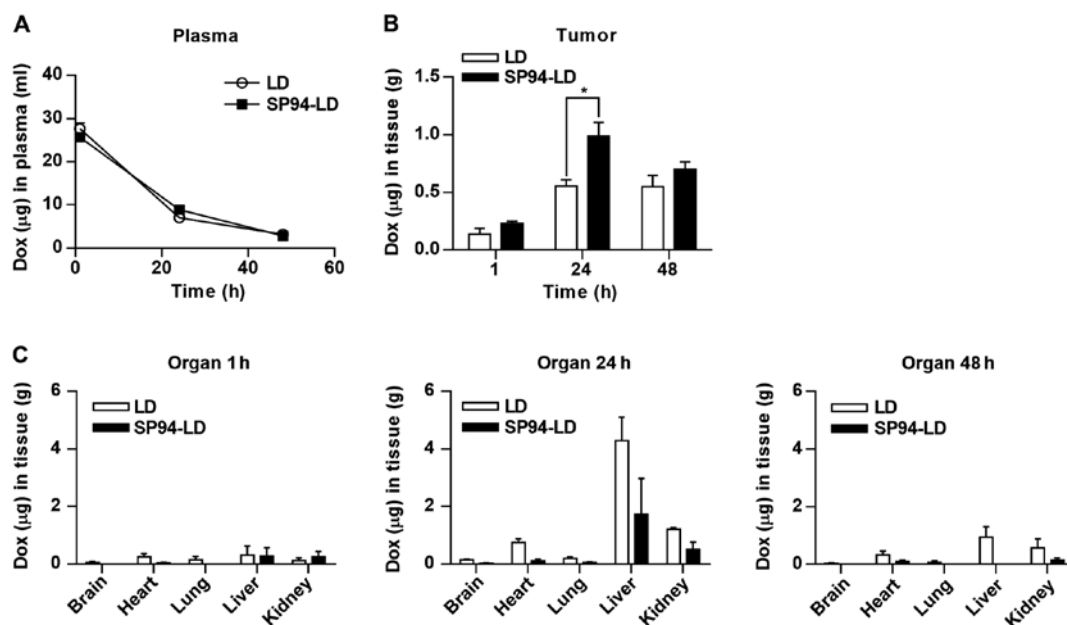 A
Plasma
LD
SP94-LD
Dox (μg) in plasma (ml)
40
30
20
10
0
0 20 40 60
Time (h)
B
Tumor
LD
SP94-LD
Dox (μg) in tissue (g)
1.5
1.0
0.5
0.0
*
1 24 48
Time (h)
C
Organ 1 h
LD
SP94-LD
Dox (μg) in tissue (g)
6
4
2
0
Brain Heart Lung Liver Kidney
Organ 24 h
LD
SP94-LD
Dox (μg) in tissue (g)
6
4
2
0
Brain Heart Lung Liver Kidney
Organ 48 h
LD
SP94-LD
Dox (μg) in tissue (g)
6
4
2
0
Brain Heart Lung Liver Kidney